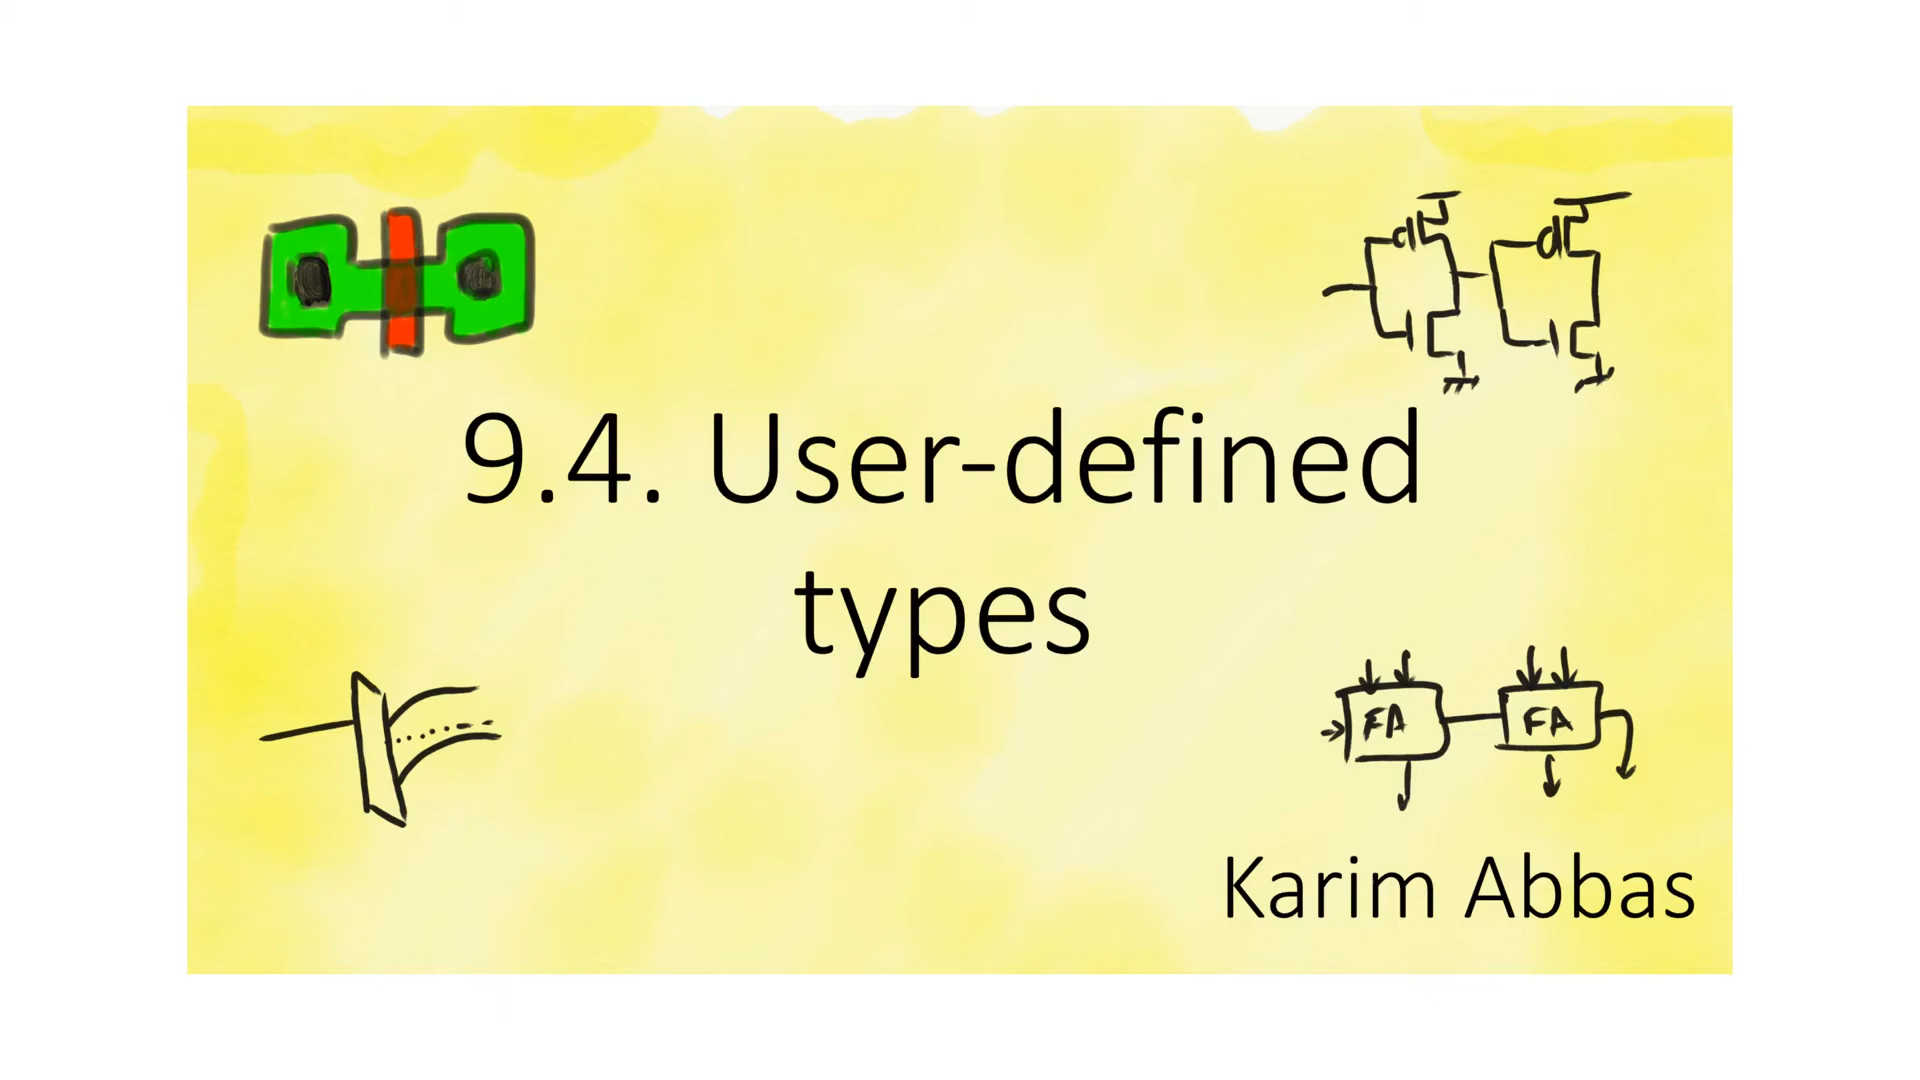 9.4. User-defined
types
FA
FA
Karim Abbas